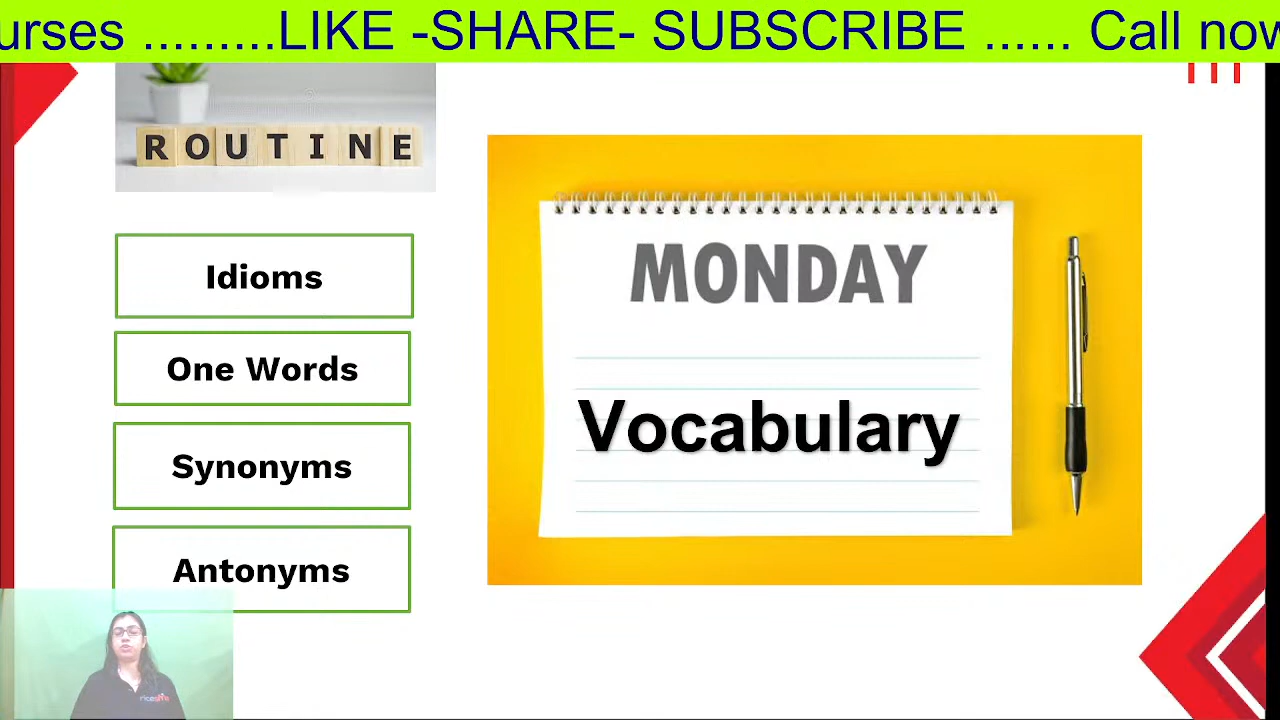 urses .........LIKE -SHARE- SUBSCRIBE ...... Call now
ROUTINE
Idioms
One Words
Synonyms
Antonyms
MONDAY
Vocabulary